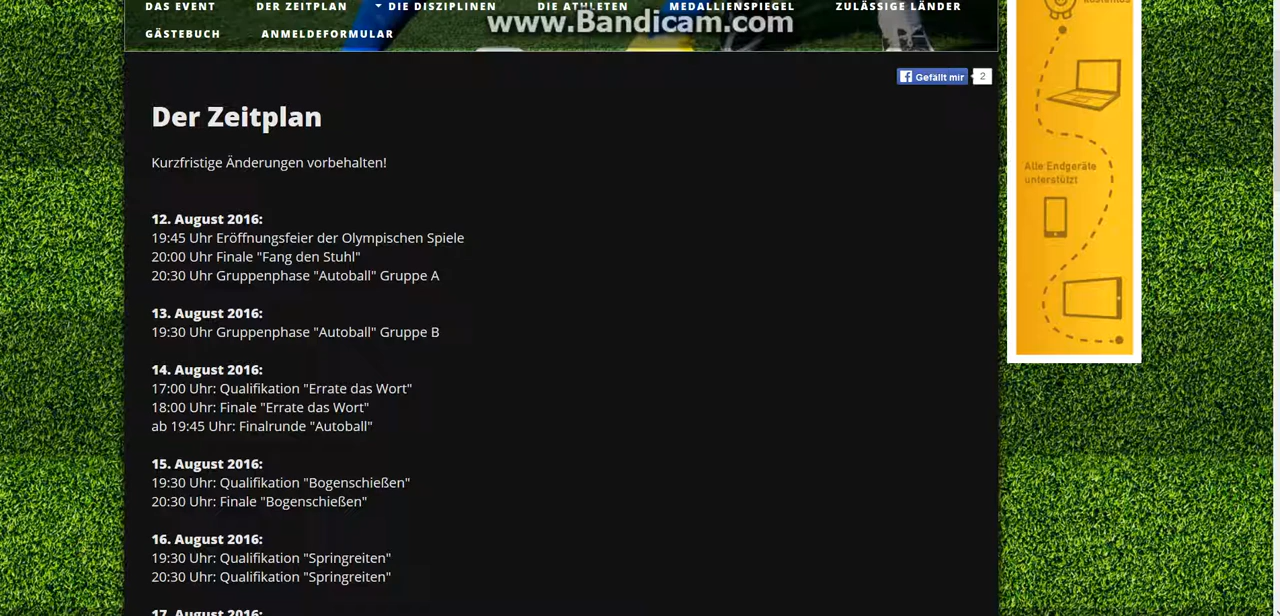 DAS EVENT DER ZEITPLAN DIE DISZIPLINEN DIE ATHLETEN MEDALLIENSPIEGEL ZULÄSSIGE LÄNDER
www.Bandicam.com
GÄSTEBUCH ANMELDEFORMULAR
kostenlos
Gefällt mir 2
Der Zeitplan
Kurzfristige Änderungen vorbehalten!
Alle Endgeräte
unterstützt
12. August 2016:
19:45 Uhr Eröffnungsfeier der Olympischen Spiele
20:00 Uhr Finale "Fang den Stuhl"
20:30 Uhr Gruppenphase "Autoball" Gruppe A
13. August 2016:
19:30 Uhr Gruppenphase "Autoball" Gruppe B
14. August 2016:
17:00 Uhr: Qualifikation "Errate das Wort"
18:00 Uhr: Finale "Errate das Wort"
ab 19:45 Uhr: Finalrunde "Autoball"
15. August 2016:
19:30 Uhr: Qualifikation "Bogenschießen"
20:30 Uhr: Finale "Bogenschießen"
16. August 2016:
19:30 Uhr: Qualifikation "Springreiten"
20:30 Uhr: Qualifikation "Springreiten"
17. August 2016: